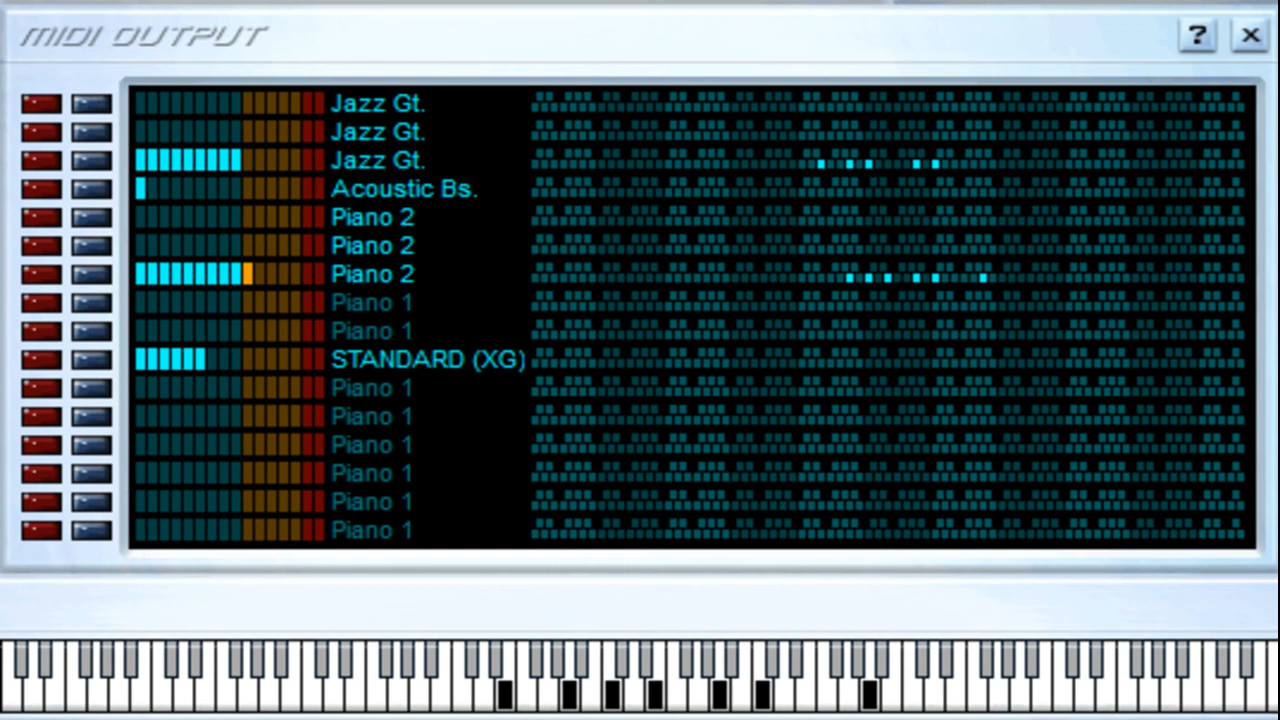 MIDI OUTPUT
? ×
Jazz Gt.
Jazz Gt.
Jazz Gt.
Acoustic Bs.
Piano 2
Piano 2
Piano 2
Piano 1
Piano 1
STANDARD (XG)
Piano 1
Piano 1
Piano 1
Piano 1
Piano 1
Piano 1